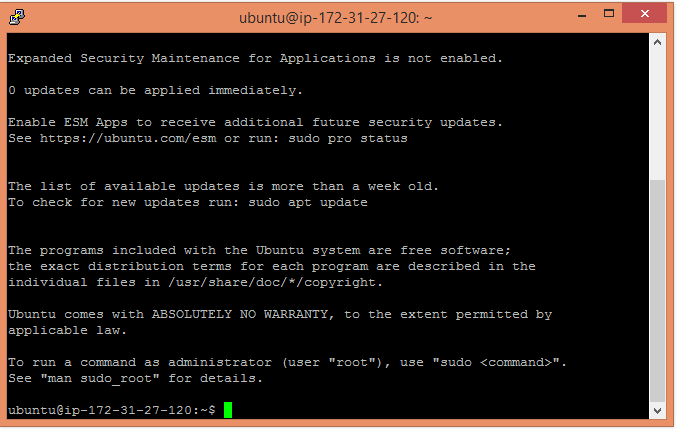 ubuntu@ip-172-31-27-120: ~
Expanded Security Maintenance for Applications is not enabled.
0 updates can be applied immediately.
Enable ESM Apps to receive additional future security updates.
See https://ubuntu.com/esm or run: sudo pro status
The list of available updates is more than a week old.
To check for new updates run: sudo apt update
The programs included with the Ubuntu system are free software;
the exact distribution terms for each program are described in the
individual files in /usr/share/doc/*/copyright.
Ubuntu comes with ABSOLUTELY NO WARRANTY, to the extent permitted by
applicable law.
To run a command as administrator (user "root"), use "sudo <command>".
See "man sudo_root" for details.
ubuntu@ip-172-31-27-120:~$